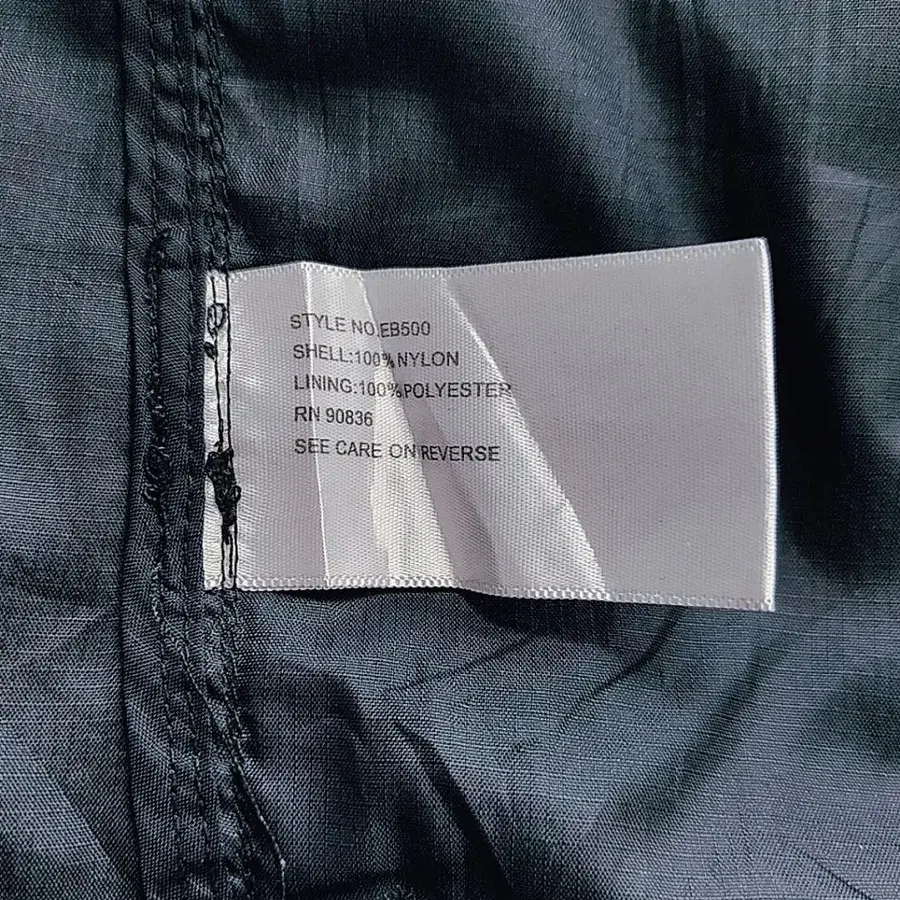 STYLE NO.EB500
SHELL:100%NYLON
LINING:100%POLYESTER
RN 90836
SEE CARE ON REVERSE